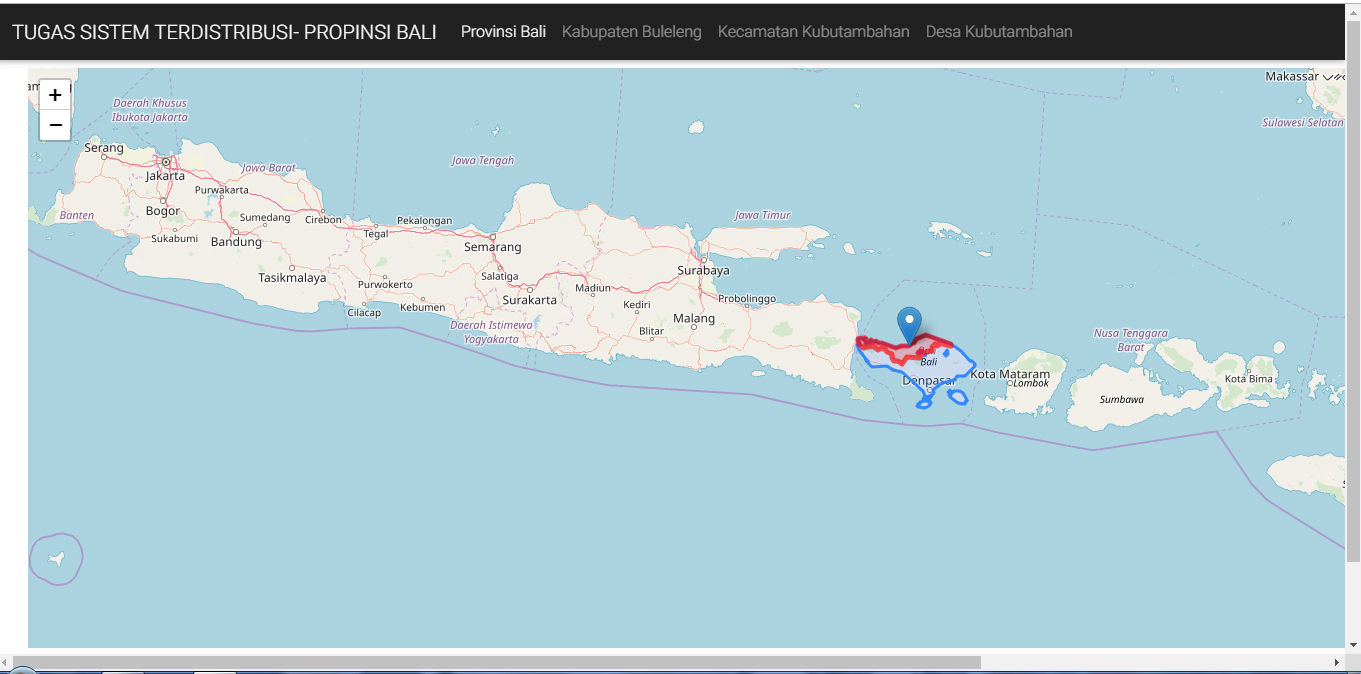 TUGAS SISTEM TERDISTRIBUSI- PROPINSI BALI
Provinsi Bali
Kabupaten Buleleng
Kecamatan Kubutambahan
Desa Kubutambahan
+
−
Makassar
Daerah Khusus
Ibukota Jakarta
Sulawesi Selatan
Serang
Jawa Tengah
Jawa Barat
Jakarta
Purwakarta
Bogor
Banten
Sumedang
Cirebon
Pekalongan
Jawa Timur
Sukabumi
Bandung
Tegal
Semarang
Tasikmalaya
Salatiga
Surabaya
Purwokerto
Madiun
Surakarta
Probolinggo
Cilacap
Kebumen
Kediri
Malang
Daerah Istimewa
Yogyakarta
Blitar
Nusa Tenggara
Barat
Bali
Bali
Denpasar
Kota Mataram
Lombok
Kota Bima
Sumbawa